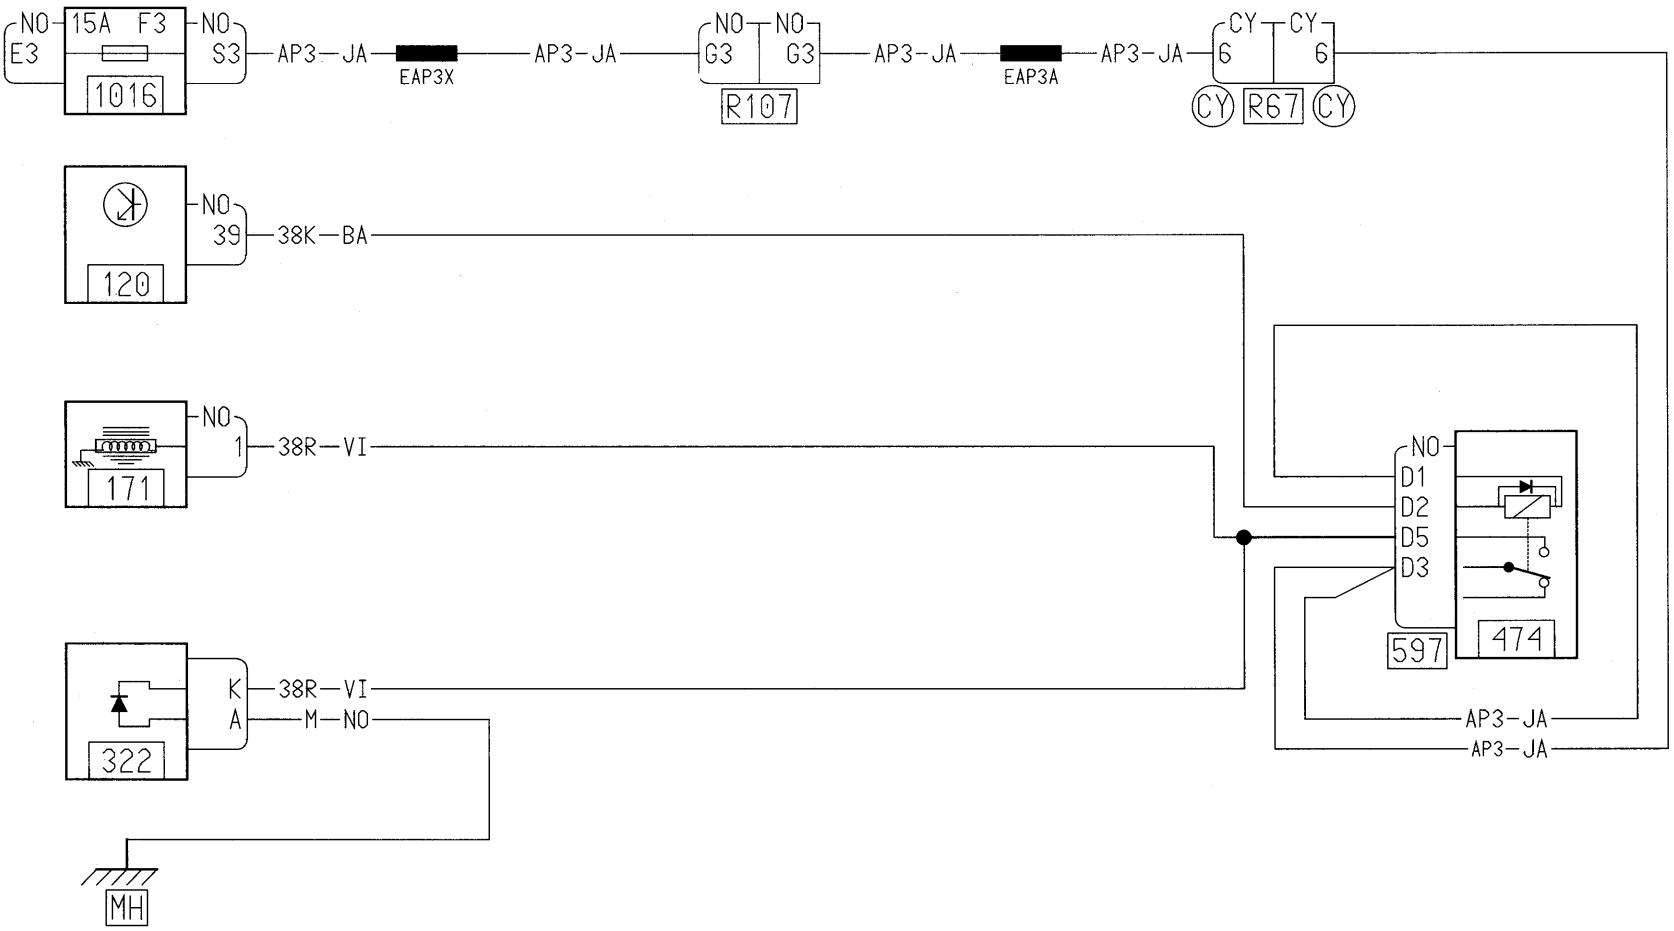 NO 15A F3 NO NO NO CY CY
E3 S3 AP3 JA AP3 JA G3 G3 AP3 JA AP3 JA 6 6
EAP3X EAP3A
1016 R107 CY R67 CY
NO
39 38K BA
120
NO
1 38R VI
171
NO
D1
D2
D5
D3
474
597
K 38R VI
A M NO
AP3 JA
AP3 JA
322
MH